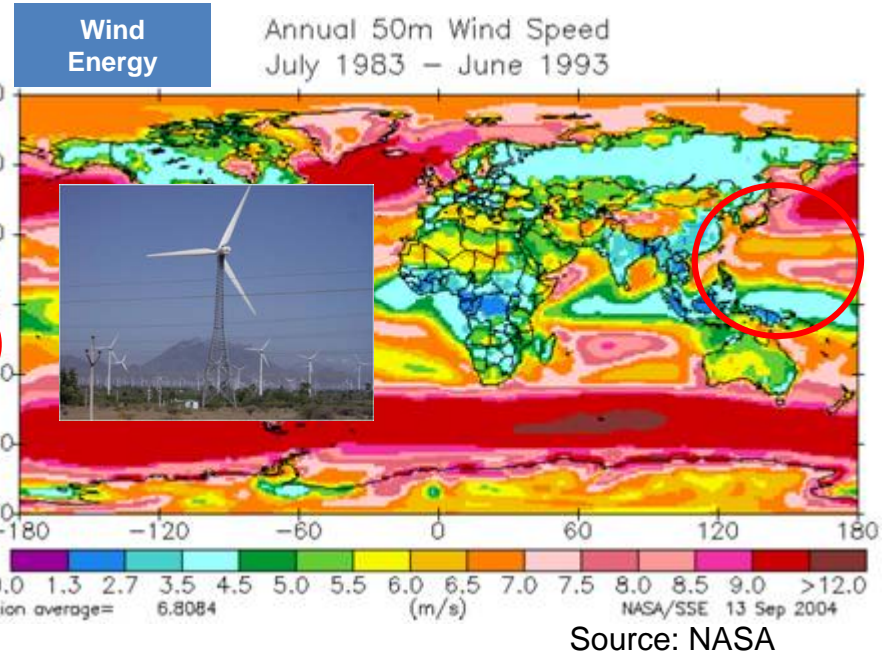 Wind
Energy
Annual 50m Wind Speed
July 1983 – June 1993
-180 -120 -60 0 60 120 180
.0 1.3 2.7 3.5 4.5 5.0 5.5 6.0 6.5 7.0 7.5 8.0 8.5 9.0 >12.0
ion average= 6.8084 (m/s) NASA/SSE 13 Sep 2004
Source: NASA